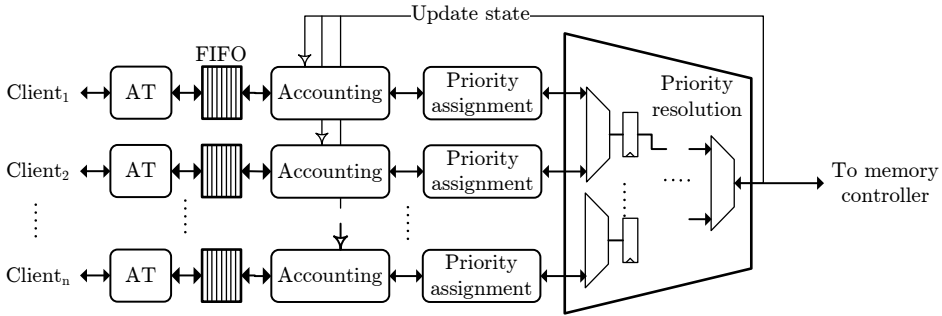 Update state
FIFO
Client1 AT Accounting Priority assignment
Priority resolution
Client2 AT Accounting Priority assignment
To memory controller
Clientn AT Accounting Priority assignment